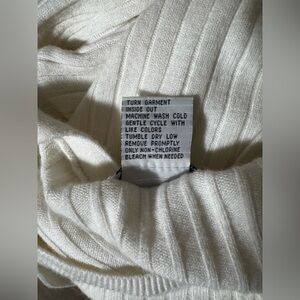 TURN GARMENT
INSIDE OUT
MACHINE WASH COLD
GENTLE CYCLE WITH
LIKE COLORS
TUMBLE DRY LOW
REMOVE PROMPTLY
ONLY NON-CHLORINE
BLEACH WHEN NEEDED